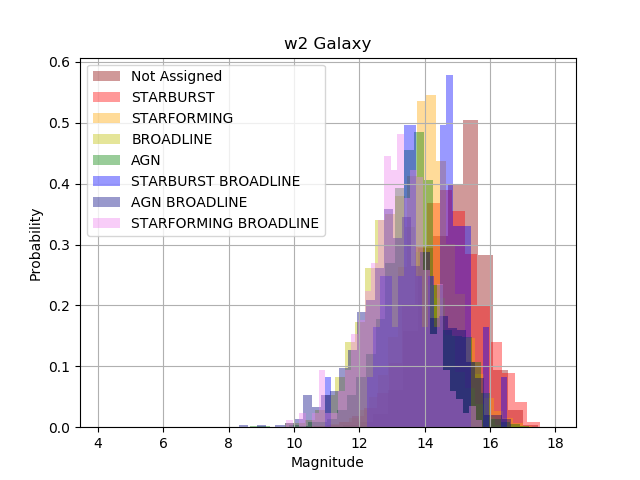 w2 Galaxy
0.6
0.5
0.4
0.3
0.2
0.1
0.0
Probability
Not Assigned
STARBURST
STARFORMING
BROADLINE
AGN
STARBURST BROADLINE
AGN BROADLINE
STARFORMING BROADLINE
4 6 8 10 12 14 16 18
Magnitude